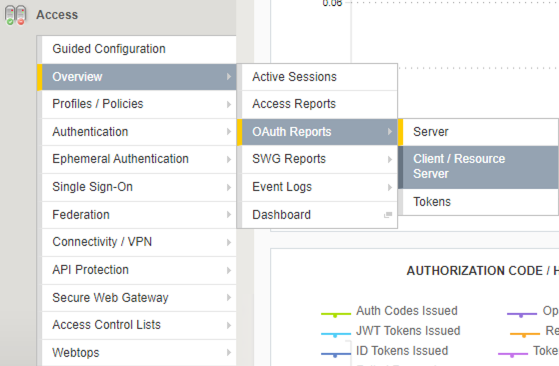 Access
0.06
Guided Configuration
Overview
Profiles / Policies
Authentication
Ephemeral Authentication
Single Sign-On
Federation
Connectivity / VPN
API Protection
Secure Web Gateway
Access Control Lists
Webtops
Active Sessions
Access Reports
OAuth Reports
SWG Reports
Event Logs
Dashboard
Server
Client / Resource
Server
Tokens
AUTHORIZATION CODE / H
Auth Codes Issued
Op
JWT Tokens Issued
Re
ID Tokens Issued
Toke